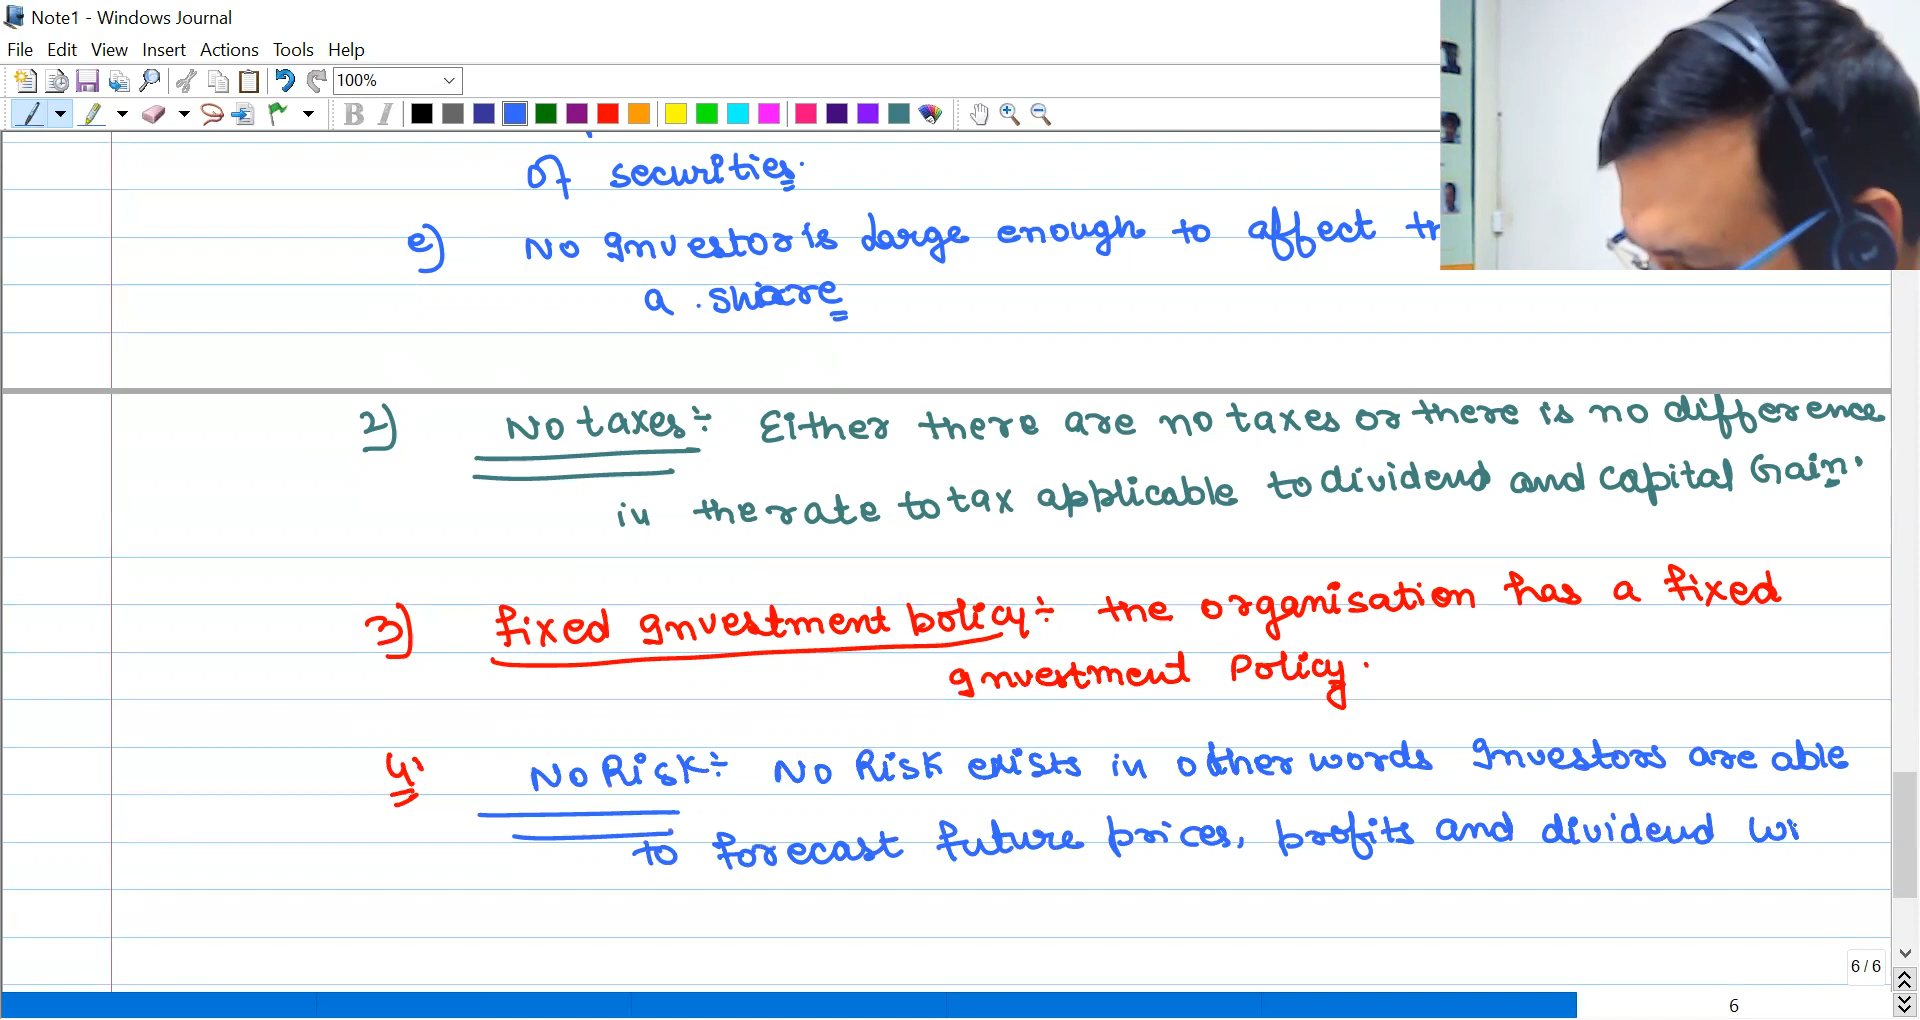 Note1 - Windows Journal
File Edit View Insert Actions Tools Help
100%
B I
of securities.
e) No Investor is large enough to affect
a share
2) No taxes:- Either there are no taxes or there is no difference
in the rate to tax applicable to dividend and capital Gain.
3) fixed Investment policy:- the organisation has a fixed
Investment Policy.
4. No Risk:- No Risk exists in other words Investors are able
to forecast future prices, profits and dividend wi
6 / 6
6